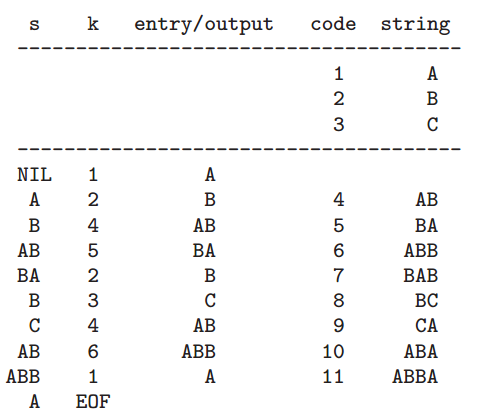 s k entry/output code string
----------------------------------------
1 A
2 B
3 C
----------------------------------------
NIL 1 A
A 2 B 4 AB
B 4 AB 5 BA
AB 5 BA 6 ABB
BA 2 B 7 BAB
B 3 C 8 BC
C 4 AB 9 CA
AB 6 ABB 10 ABA
ABB 1 A 11 ABBA
A EOF